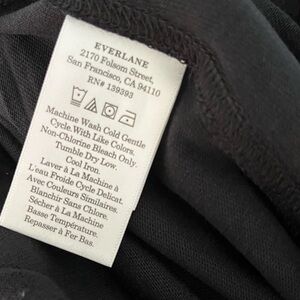 EVERLANE
2170 Folsom Street,
San Francisco, CA 94110
RN# 139393
Machine Wash Cold Gentle
Cycle.With Like Colors.
Non-Chlorine Bleach Only.
Tumble Dry Low.
Cool Iron.
Laver à La Machine à
L'eau Froide Cycle Delicat.
Avec Couleurs Similaires.
Blanchir Sans Chlore.
Sécher à La Machine
Basse Température.
Repasser à Fer Bas.